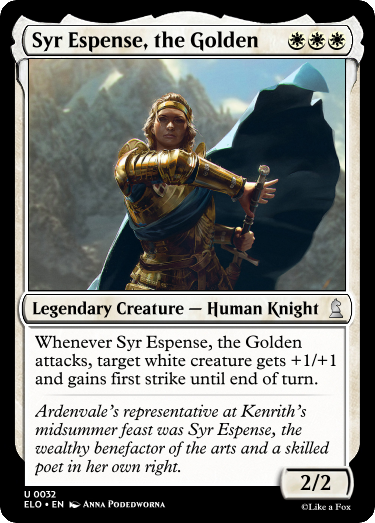 Syr Espense, the Golden
Legendary Creature — Human Knight
Whenever Syr Espense, the Golden
attacks, target white creature gets +1/+1
and gains first strike until end of turn.
Ardenvale's representative at Kenrith's
midsummer feast was Syr Espense, the
wealthy benefactor of the arts and a skilled
poet in her own right.
2/2
U 0032
ELO • EN Anna Podedworna
©Like a Fox